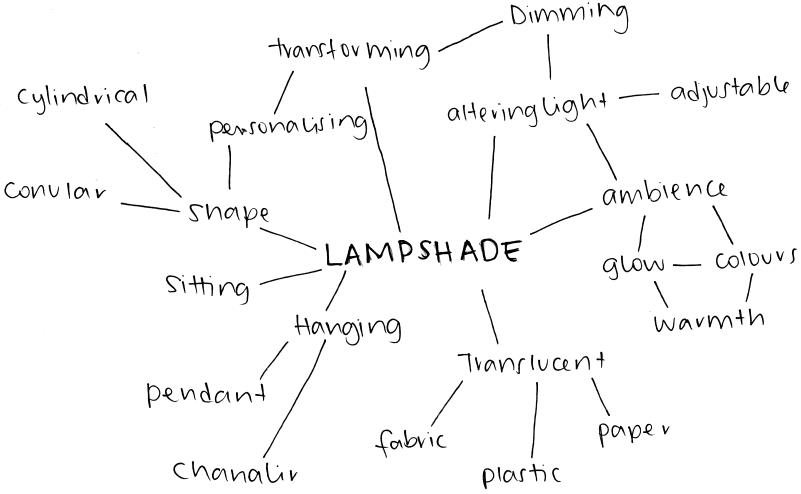 Dimming
transforming
cylindrical
adjustable
altering light
personalising
conular
ambience
shape
LAMPSHADE
glow
colours
sitting
warmth
Hanging
Translucent
pendant
fabric
paper
chanalir
plastic